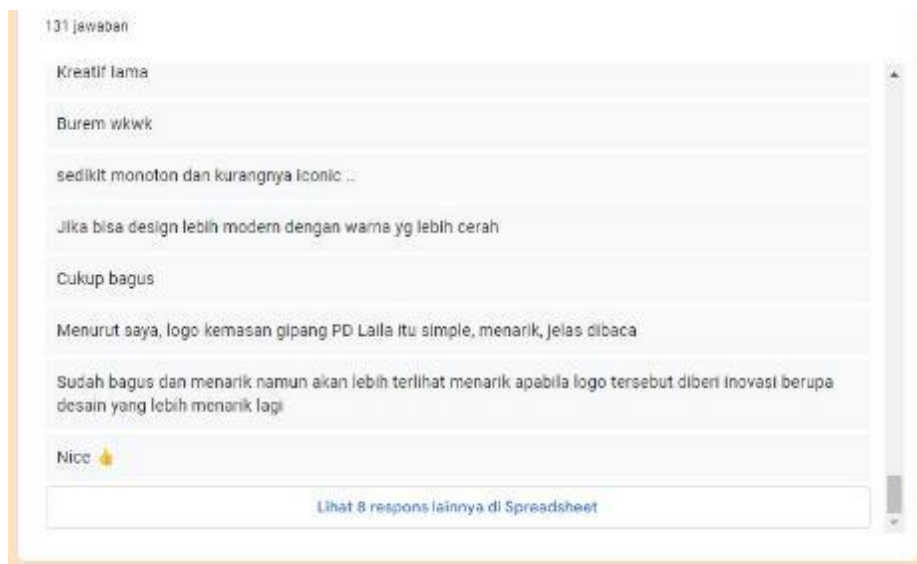 131 jawaban
Kreatif lama
Burem wkwk
sedikit monoton dan kurangnya iconic ..
Jika bisa design lebih modern dengan warna yg lebih cerah
Cukup bagus
Menurut saya, logo kemasan gipang PD Laila itu simple, menarik, jelas dibaca
Sudah bagus dan menarik namun akan lebih terlihat menarik apabila logo tersebut diberi inovasi berupa
desain yang lebih menarik lagi
Nice 👍
Lihat 8 respons lainnya di Spreadsheet